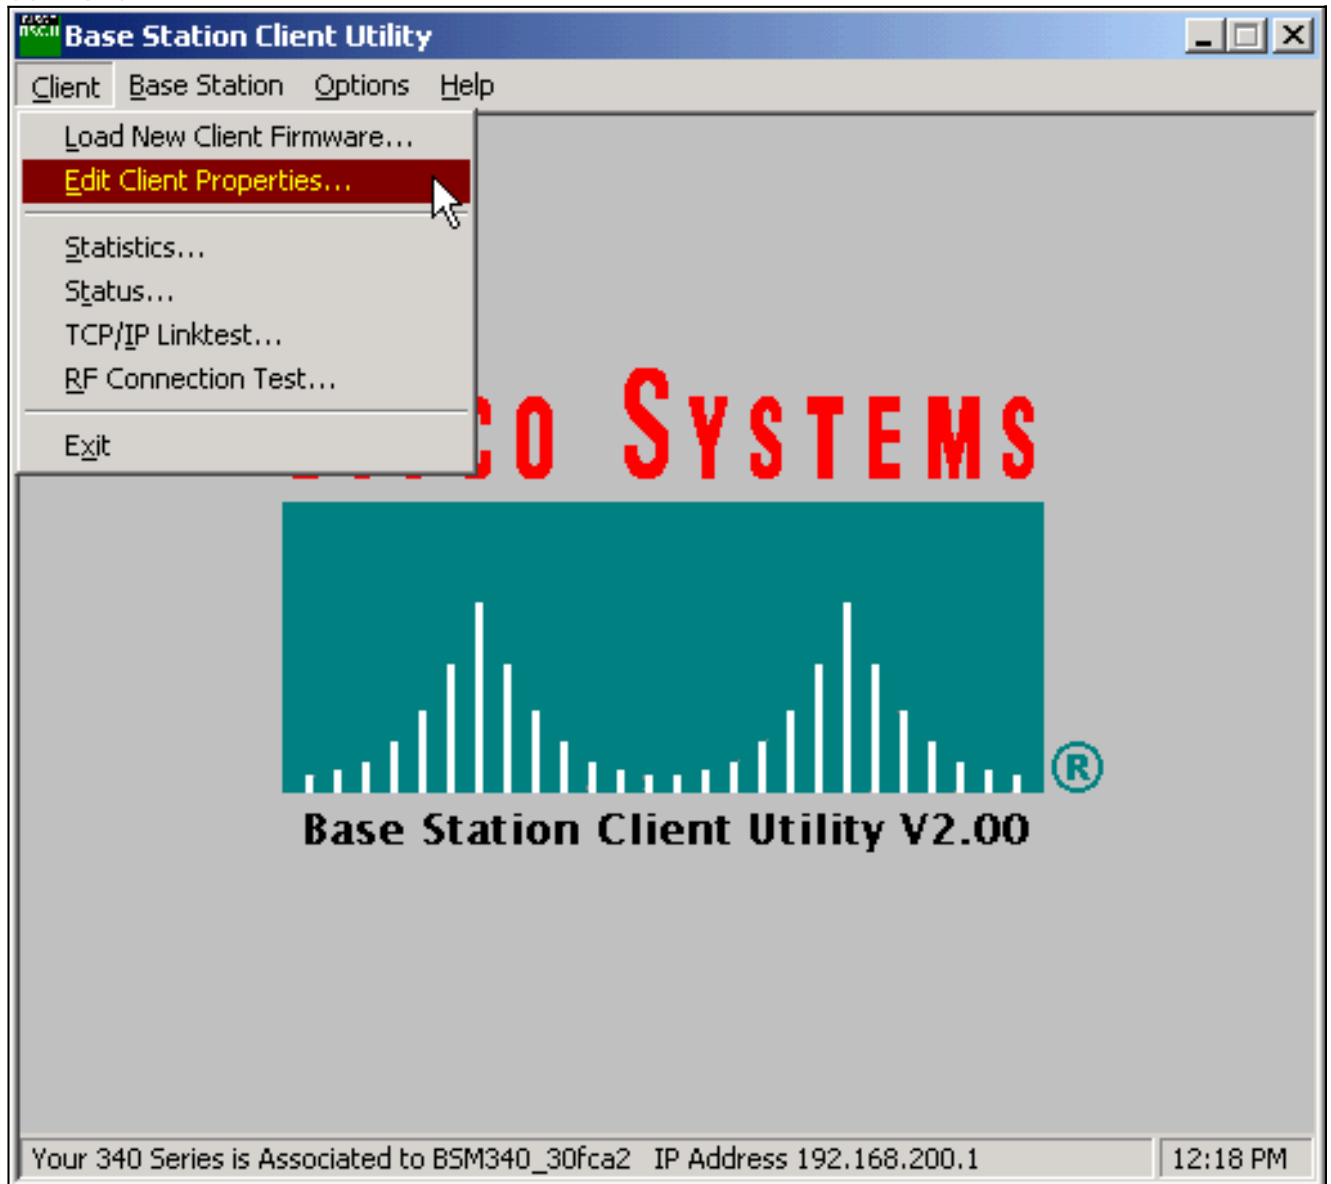 Base Station Client Utility
Client Base Station Options Help
Load New Client Firmware...
Edit Client Properties...
Statistics...
Status...
TCP/IP Linktest...
RF Connection Test...
Exit
SYSTEMS
®
Base Station Client Utility V2.00
Your 340 Series is Associated to BSM340_30fca2 IP Address 192.168.200.1
12:18 PM